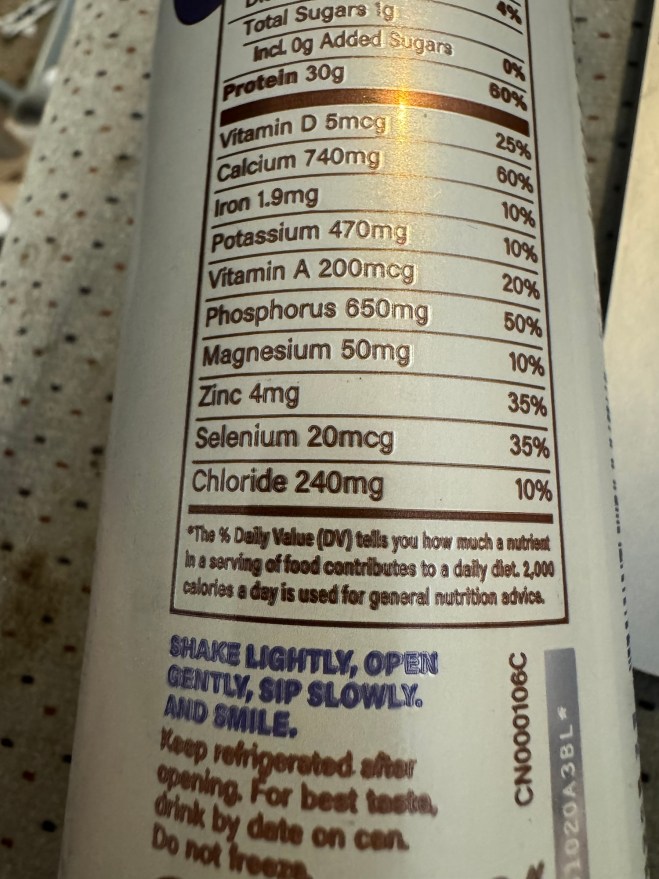 4%
Total Sugars 1g
Incl. 0g Added Sugars 0%
Protein 30g 60%
Vitamin D 5mcg 25%
Calcium 740mg 60%
Iron 1.9mg 10%
Potassium 470mg 10%
Vitamin A 200mcg 20%
Phosphorus 650mg 50%
Magnesium 50mg 10%
Zinc 4mg 35%
Selenium 20mcg 35%
Chloride 240mg 10%
*The % Daily Value (DV) tells you how much a nutrient
in a serving of food contributes to a daily diet. 2,000
calories a day is used for general nutrition advice.
SHAKE LIGHTLY, OPEN
GENTLY, SIP SLOWLY.
AND SMILE.
Keep refrigerated after
opening. For best taste,
drink by date on can.
Do not freeze.
CN000106C
1020A3BL*